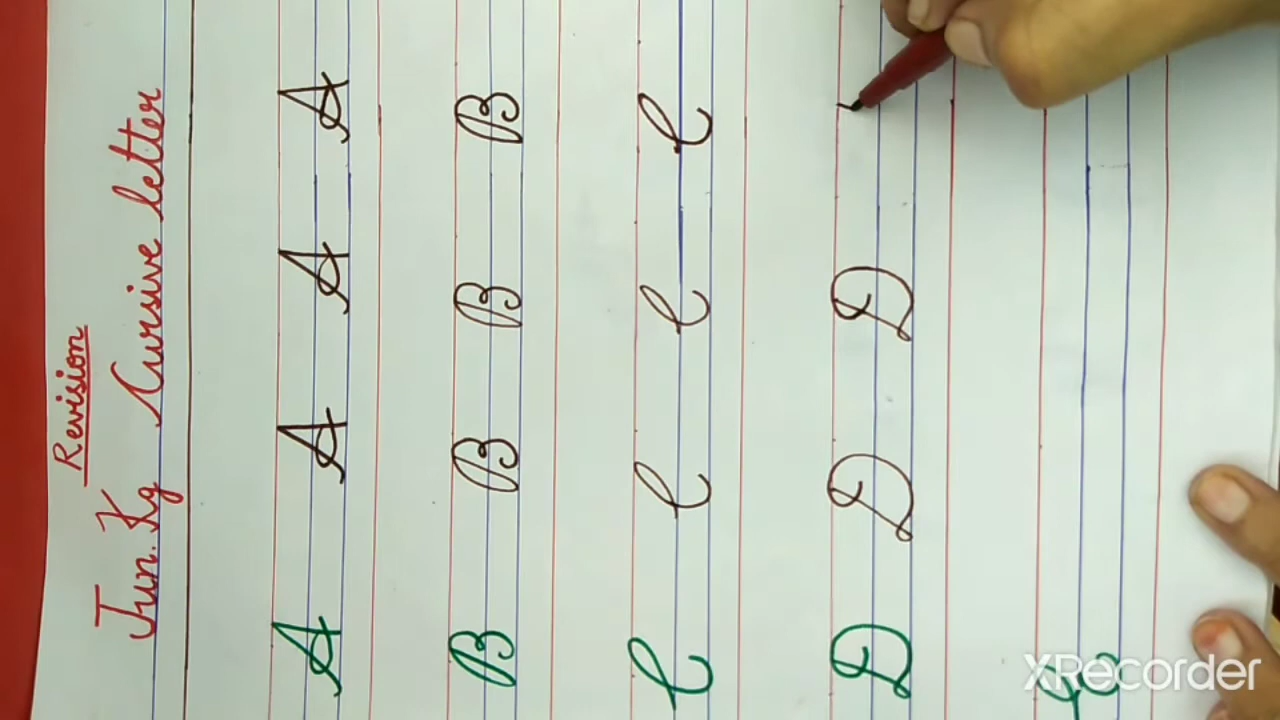 Revision
Jun. Kg Cursive letter
A A A A
B B B B
C C C C
D D D
E
XRecorder